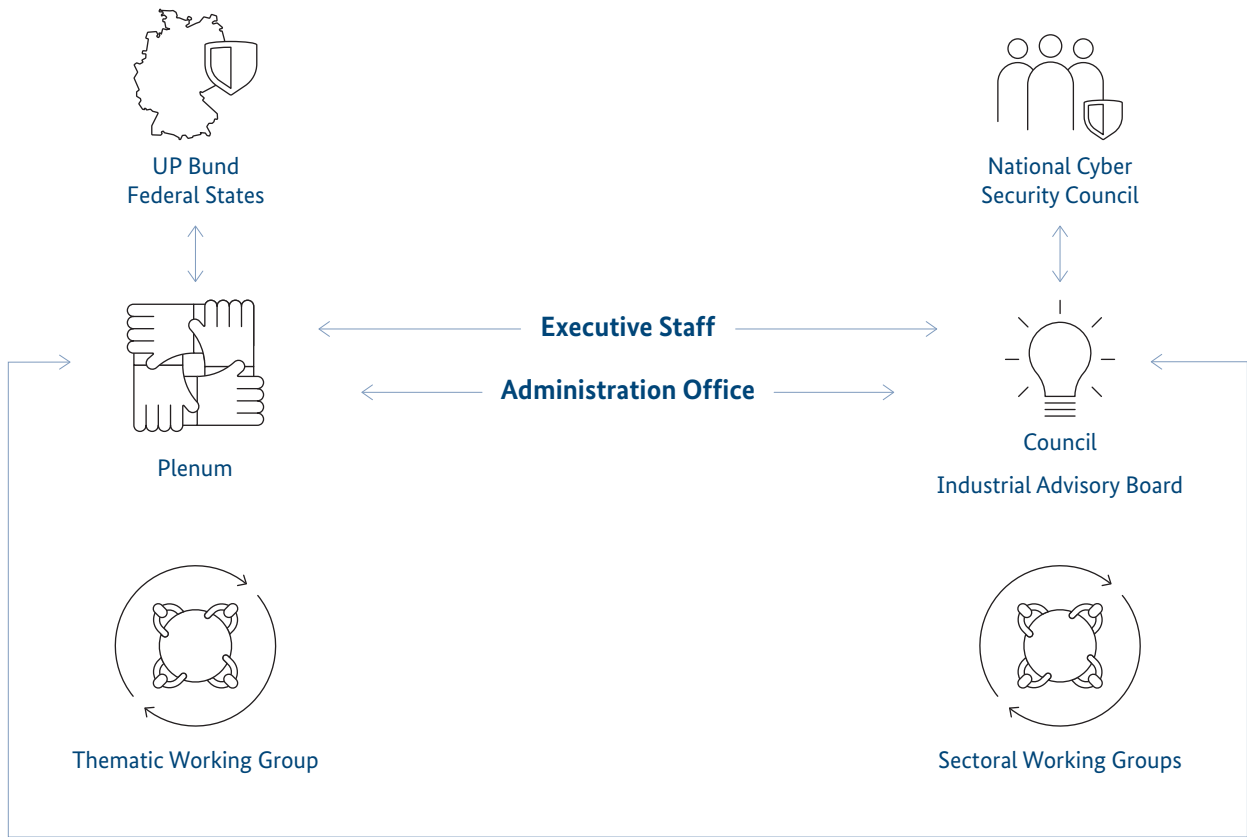 UP Bund
Federal States
National Cyber
Security Council
Executive Staff
Administration Office
Plenum
Council
Industrial Advisory Board
Thematic Working Group
Sectoral Working Groups